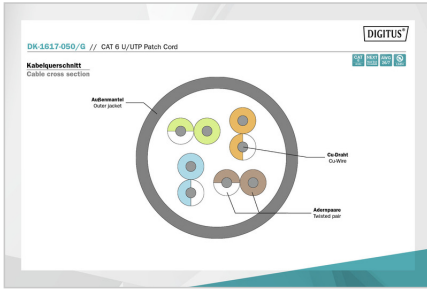 DIGITUS®
DK-1617-050/G // CAT 6 U/UTP Patch Cord
Kabelquerschnitt
Cable cross section
Außenmantel
Outer jacket
Cu-Draht
Cu-Wire
Aderspaare
Twisted pair